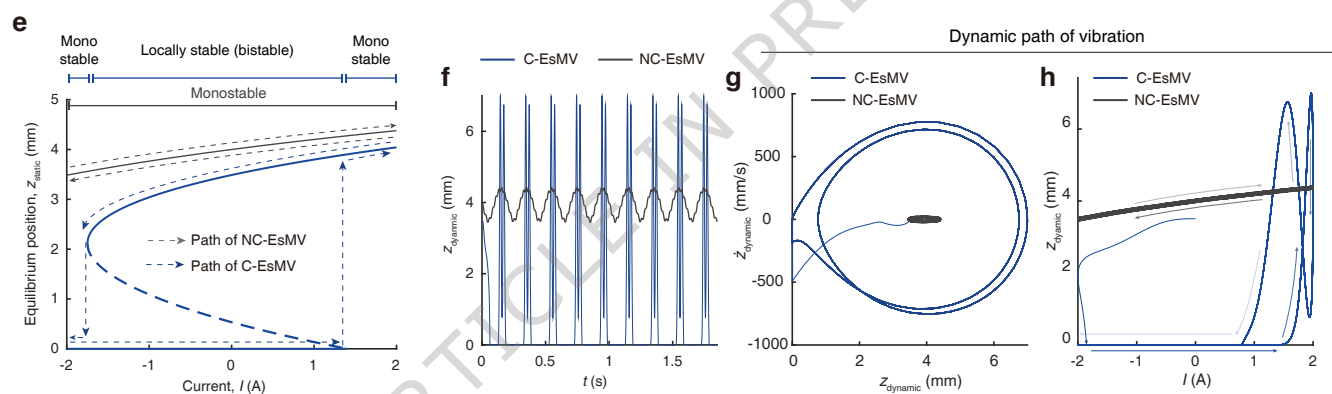 e
Mono
stable
Locally stable (bistable)
Mono
stable
Monostable
5
4
3
2
1
0
Equilibrium position, z_static (mm)
Path of NC-EsMV
Path of C-EsMV
-2
-1
0
1
2
Current, I (A)
f
C-EsMV
NC-EsMV
6
4
2
0
z_dyanmic (mm)
0
0.5
1
1.5
t (s)
Dynamic path of vibration
g
C-EsMV
NC-EsMV
1000
500
0
-500
-1000
ż_dynamic (mm/s)
0
2
4
6
z_dynamic (mm)
h
C-EsMV
NC-EsMV
6
4
2
0
z_dynamic (mm)
-2
-1
0
1
2
I (A)
ARTICLE IN PRE